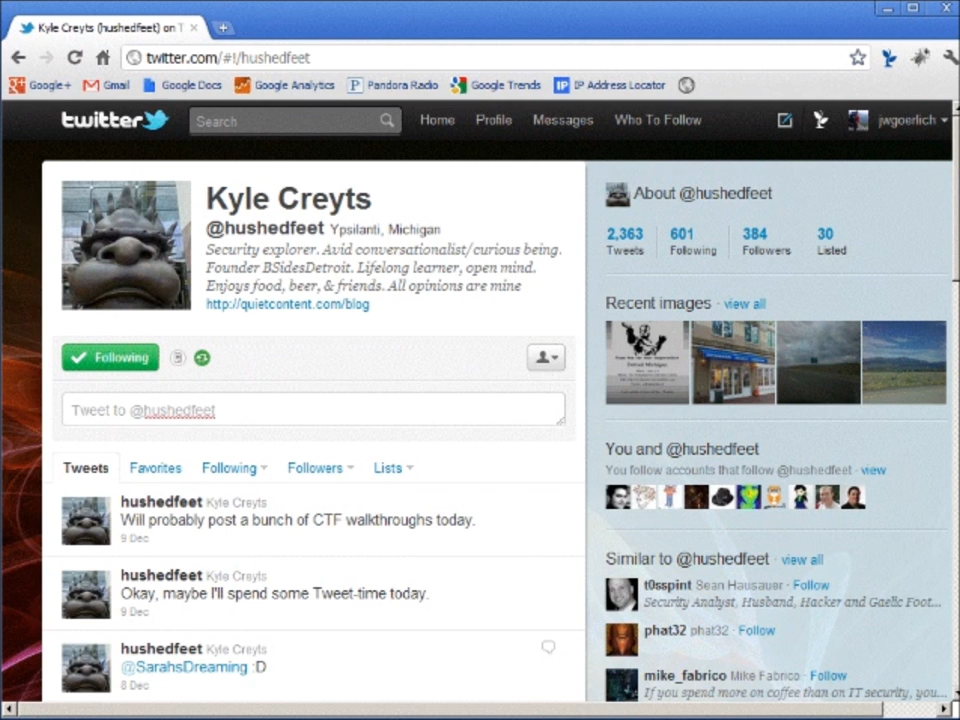 Kyle Creyts (hushedfeet) on T
twitter.com/#!/hushedfeet
Google+ Gmail Google Docs Google Analytics Pandora Radio Google Trends IP IP Address Locator
twitter Search Home Profile Messages Who To Follow jwgoerlich
Kyle Creyts
@hushedfeet Ypsilanti, Michigan
Security explorer. Avid conversationalist/curious being.
Founder BSidesDetroit. Lifelong learner, open mind.
Enjoys food, beer, & friends. All opinions are mine
http://quietcontent.com/blog
Following
Tweet to @hushedfeet
Tweets Favorites Following Followers Lists
hushedfeet Kyle Creyts
Will probably post a bunch of CTF walkthroughs today.
9 Dec
hushedfeet Kyle Creyts
Okay, maybe I'll spend some Tweet-time today.
9 Dec
hushedfeet Kyle Creyts
@SarahsDreaming :D
8 Dec
About @hushedfeet
2,363 601 384 30
Tweets Following Followers Listed
Recent images · view all
You and @hushedfeet
You follow accounts that follow @hushedfeet · view
Similar to @hushedfeet · view all
t0sspint Sean Hausauer · Follow
Security Analyst, Husband, Hacker and Gaelic Foot...
phat32 phat32 · Follow
mike_fabrico Mike Fabrico · Follow
If you spend more on coffee than on IT security, you...